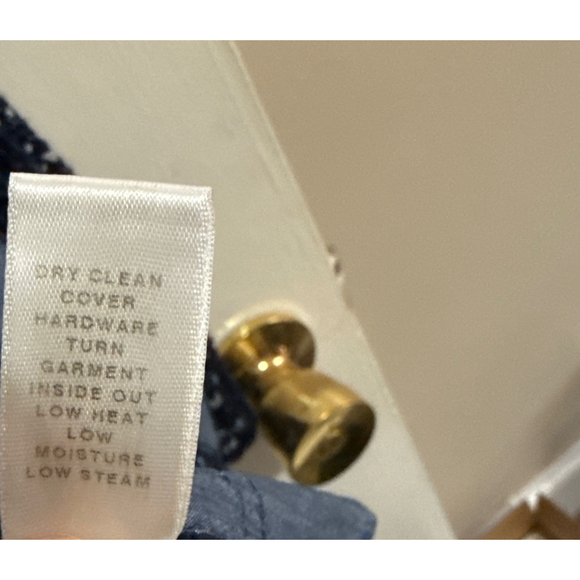 DRY CLEAN
COVER
HARDWARE
TURN
GARMENT
INSIDE OUT
LOW HEAT
LOW
MOISTURE
LOW STEAM